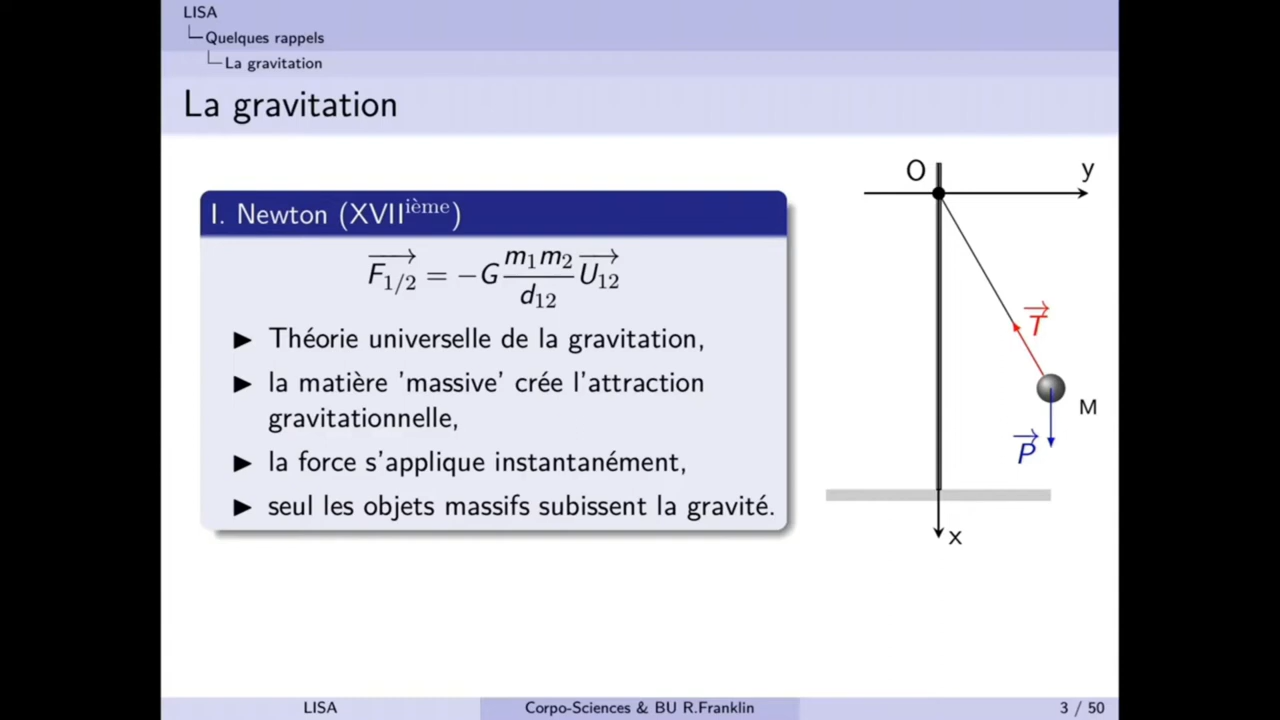 LISA
Quelques rappels
La gravitation
La gravitation
I. Newton (XVIIième)
F1/2 = −G m1m2/d12 U12
▶ Théorie universelle de la gravitation,
▶ la matière 'massive' crée l'attraction
gravitationnelle,
▶ la force s'applique instantanément,
▶ seul les objets massifs subissent la gravité.
O
y
T
M
P
x
LISA
Corpo-Sciences & BU R.Franklin
3 / 50